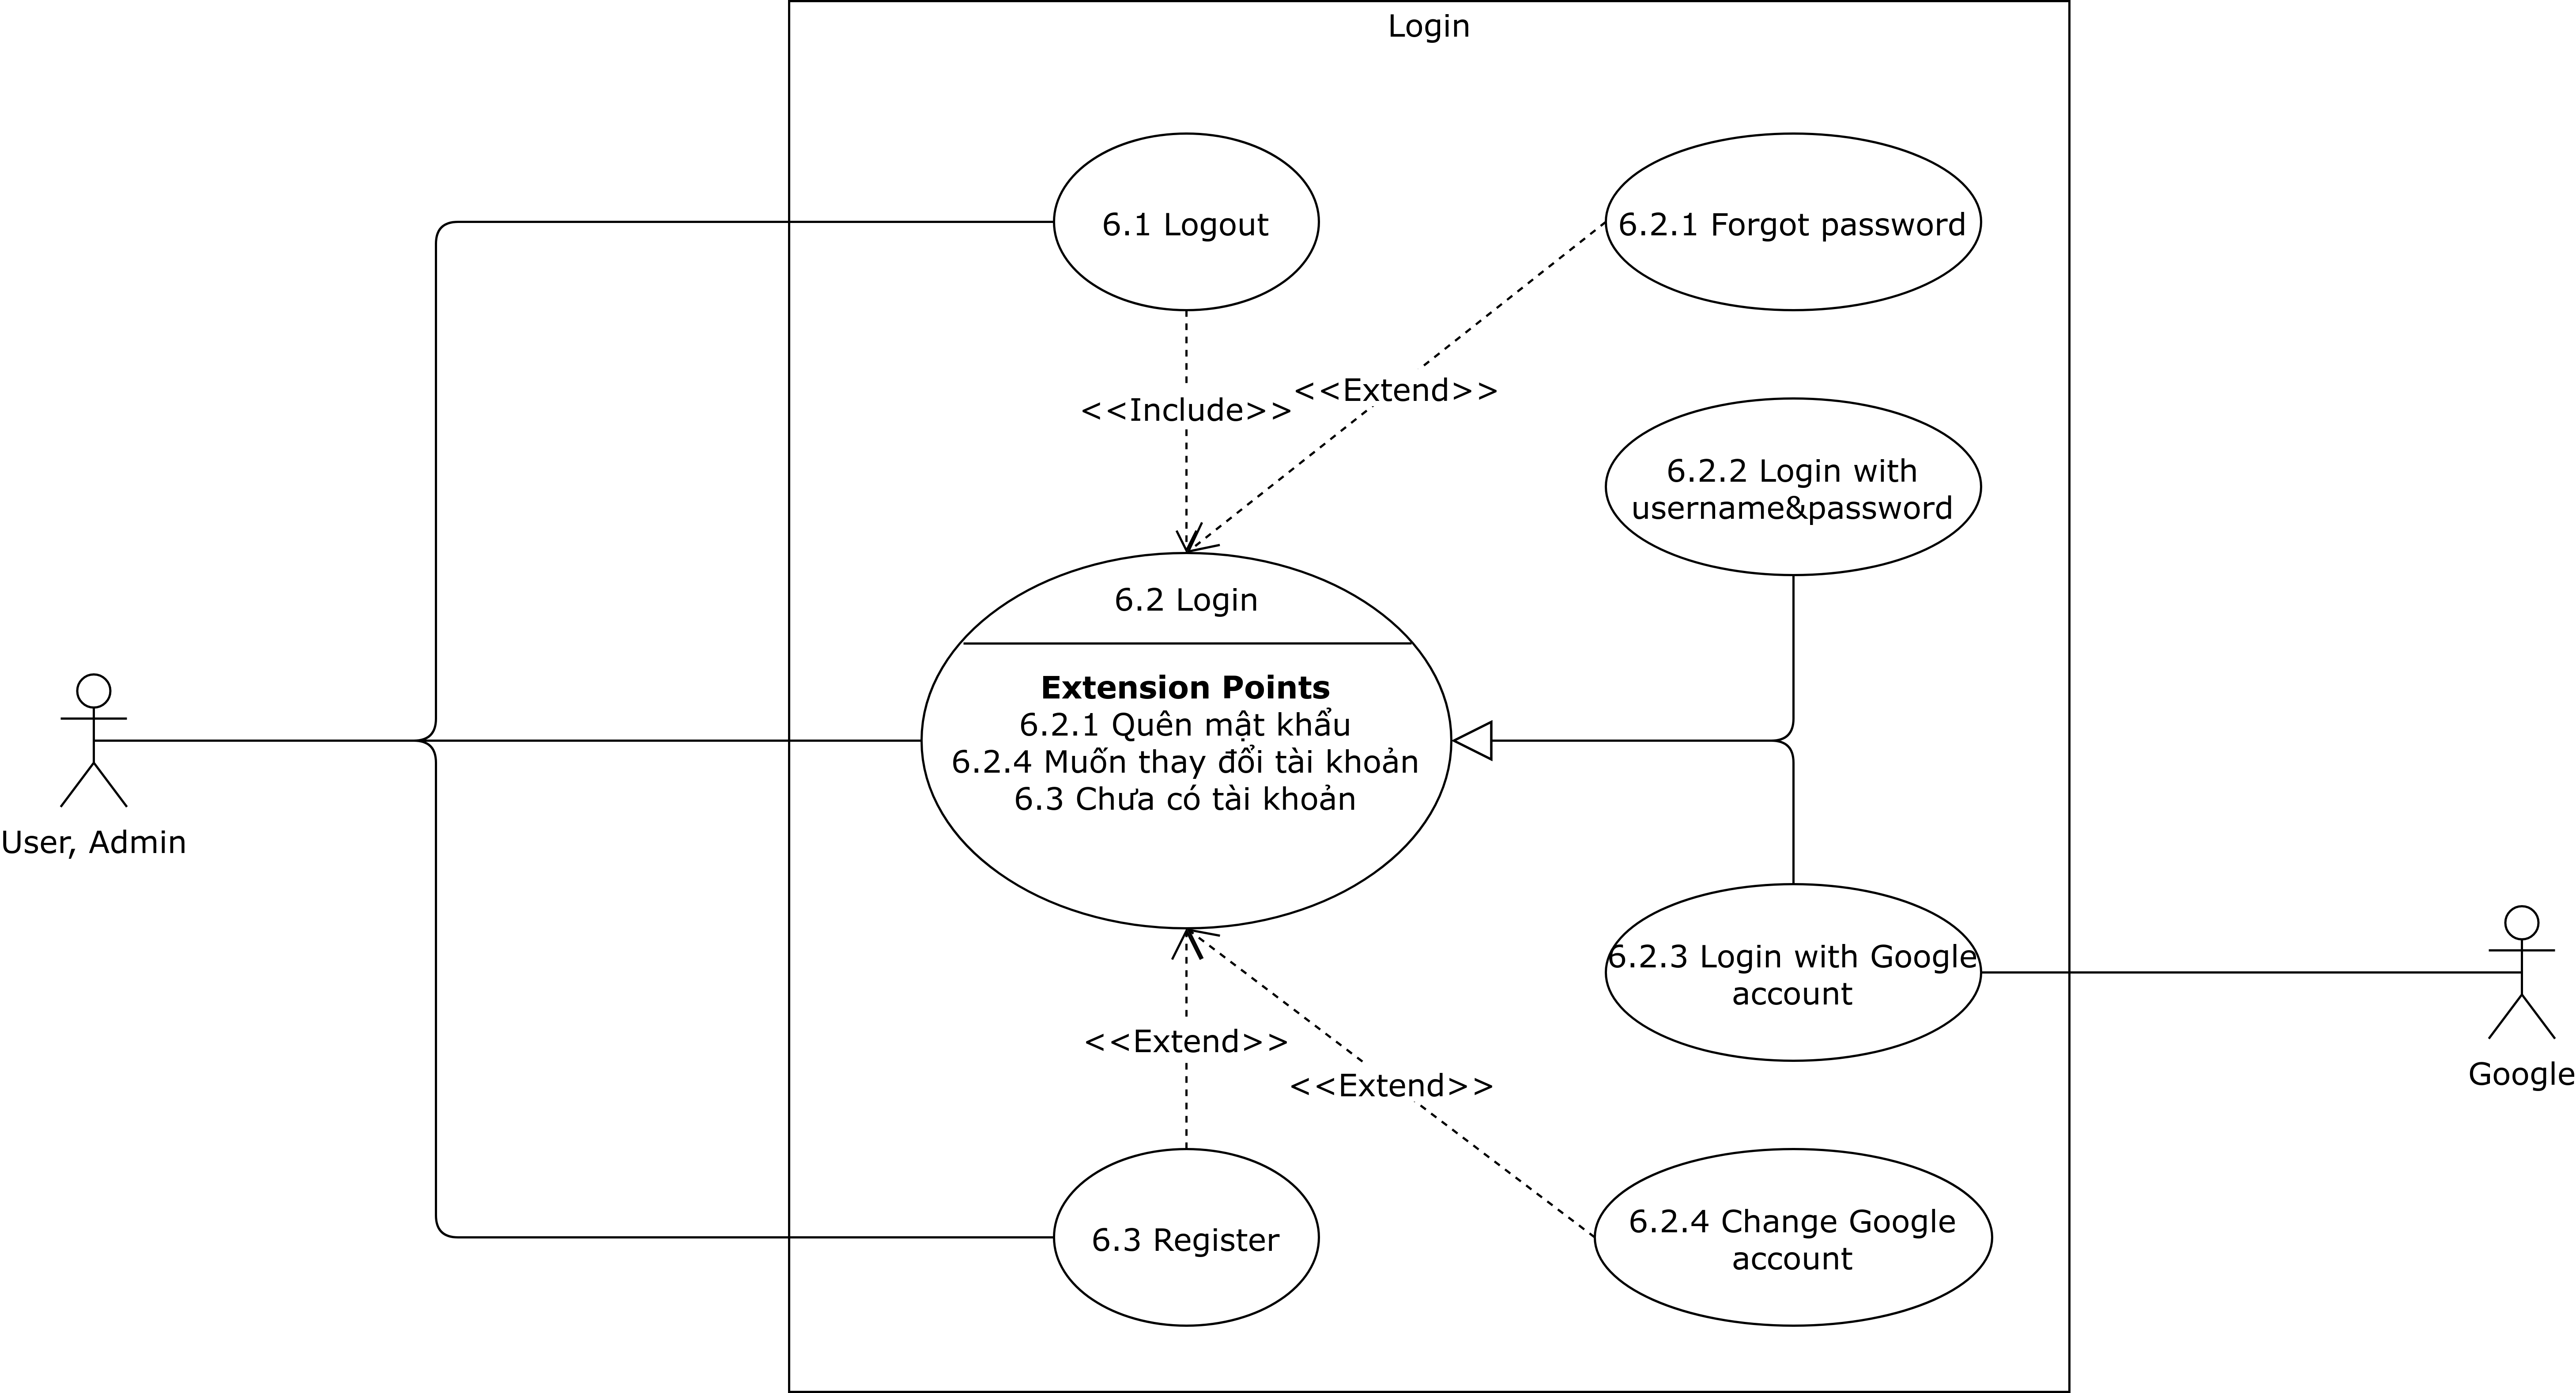 Login
6.1 Logout
6.2.1 Forgot password
<<Include>>
<<Extend>>
6.2.2 Login with
username&password
6.2 Login
Extension Points
6.2.1 Quên mật khẩu
6.2.4 Muốn thay đổi tài khoản
6.3 Chưa có tài khoản
User, Admin
6.2.3 Login with Google
account
Google
<<Extend>>
<<Extend>>
6.3 Register
6.2.4 Change Google
account